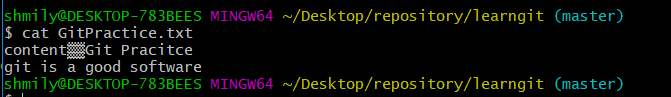 shmily@DESKTOP-783BEES MINGW64 ~/Desktop/repository/learngit (master)
$ cat GitPractice.txt
content▒▒Git Pracitce
git is a good software
shmily@DESKTOP-783BEES MINGW64 ~/Desktop/repository/learngit (master)